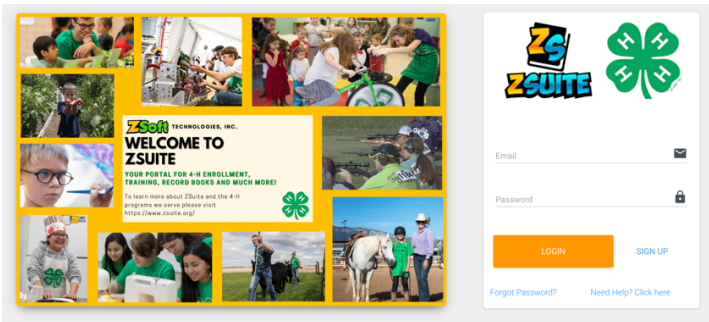 ZSoft TECHNOLOGIES, INC.
WELCOME TO
ZSUITE
YOUR PORTAL FOR 4-H ENROLLMENT,
TRAINING, RECORD BOOKS AND MUCH MORE!
To learn more about ZSuite and the 4-H
programs we serve please visit
https://www.zsuite.org/
H H
H H
ZS
ZSUITE
H H
H H
Email
Password
LOGIN
SIGN UP
Forgot Password?
Need Help? Click here